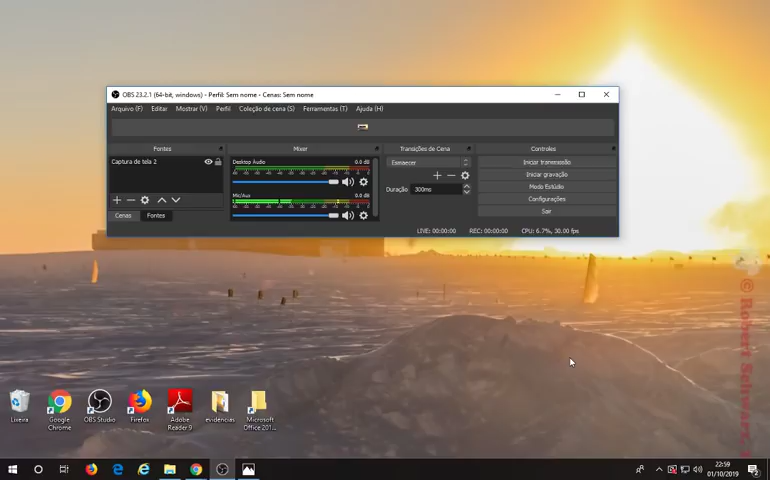 OBS 23.2.1 (64-bit, windows) - Perfil: Sem nome - Cenas: Sem nome
Arquivo (F) Editar Mostrar (V) Perfil Coleção de cena (S) Ferramentas (T) Ajuda (H)
Fontes Mixer Transições de Cena Controles
Captura de tela 2
Desktop Áudio 0.0 dB
Mic/Aux 0.0 dB
Esmaecer
Duração 300ms
Iniciar transmissão
Iniciar gravação
Modo Estúdio
Configurações
Sair
Cenas Fontes
LIVE: 00:00:00 REC: 00:00:00 CPU: 6.7%, 30.00 fps
© Robert Schwarz
Lixeira
Google Chrome
OBS Studio
Firefox
Adobe Reader 9
evidencias
Microsoft Office 201...
22:59
01/10/2019
2